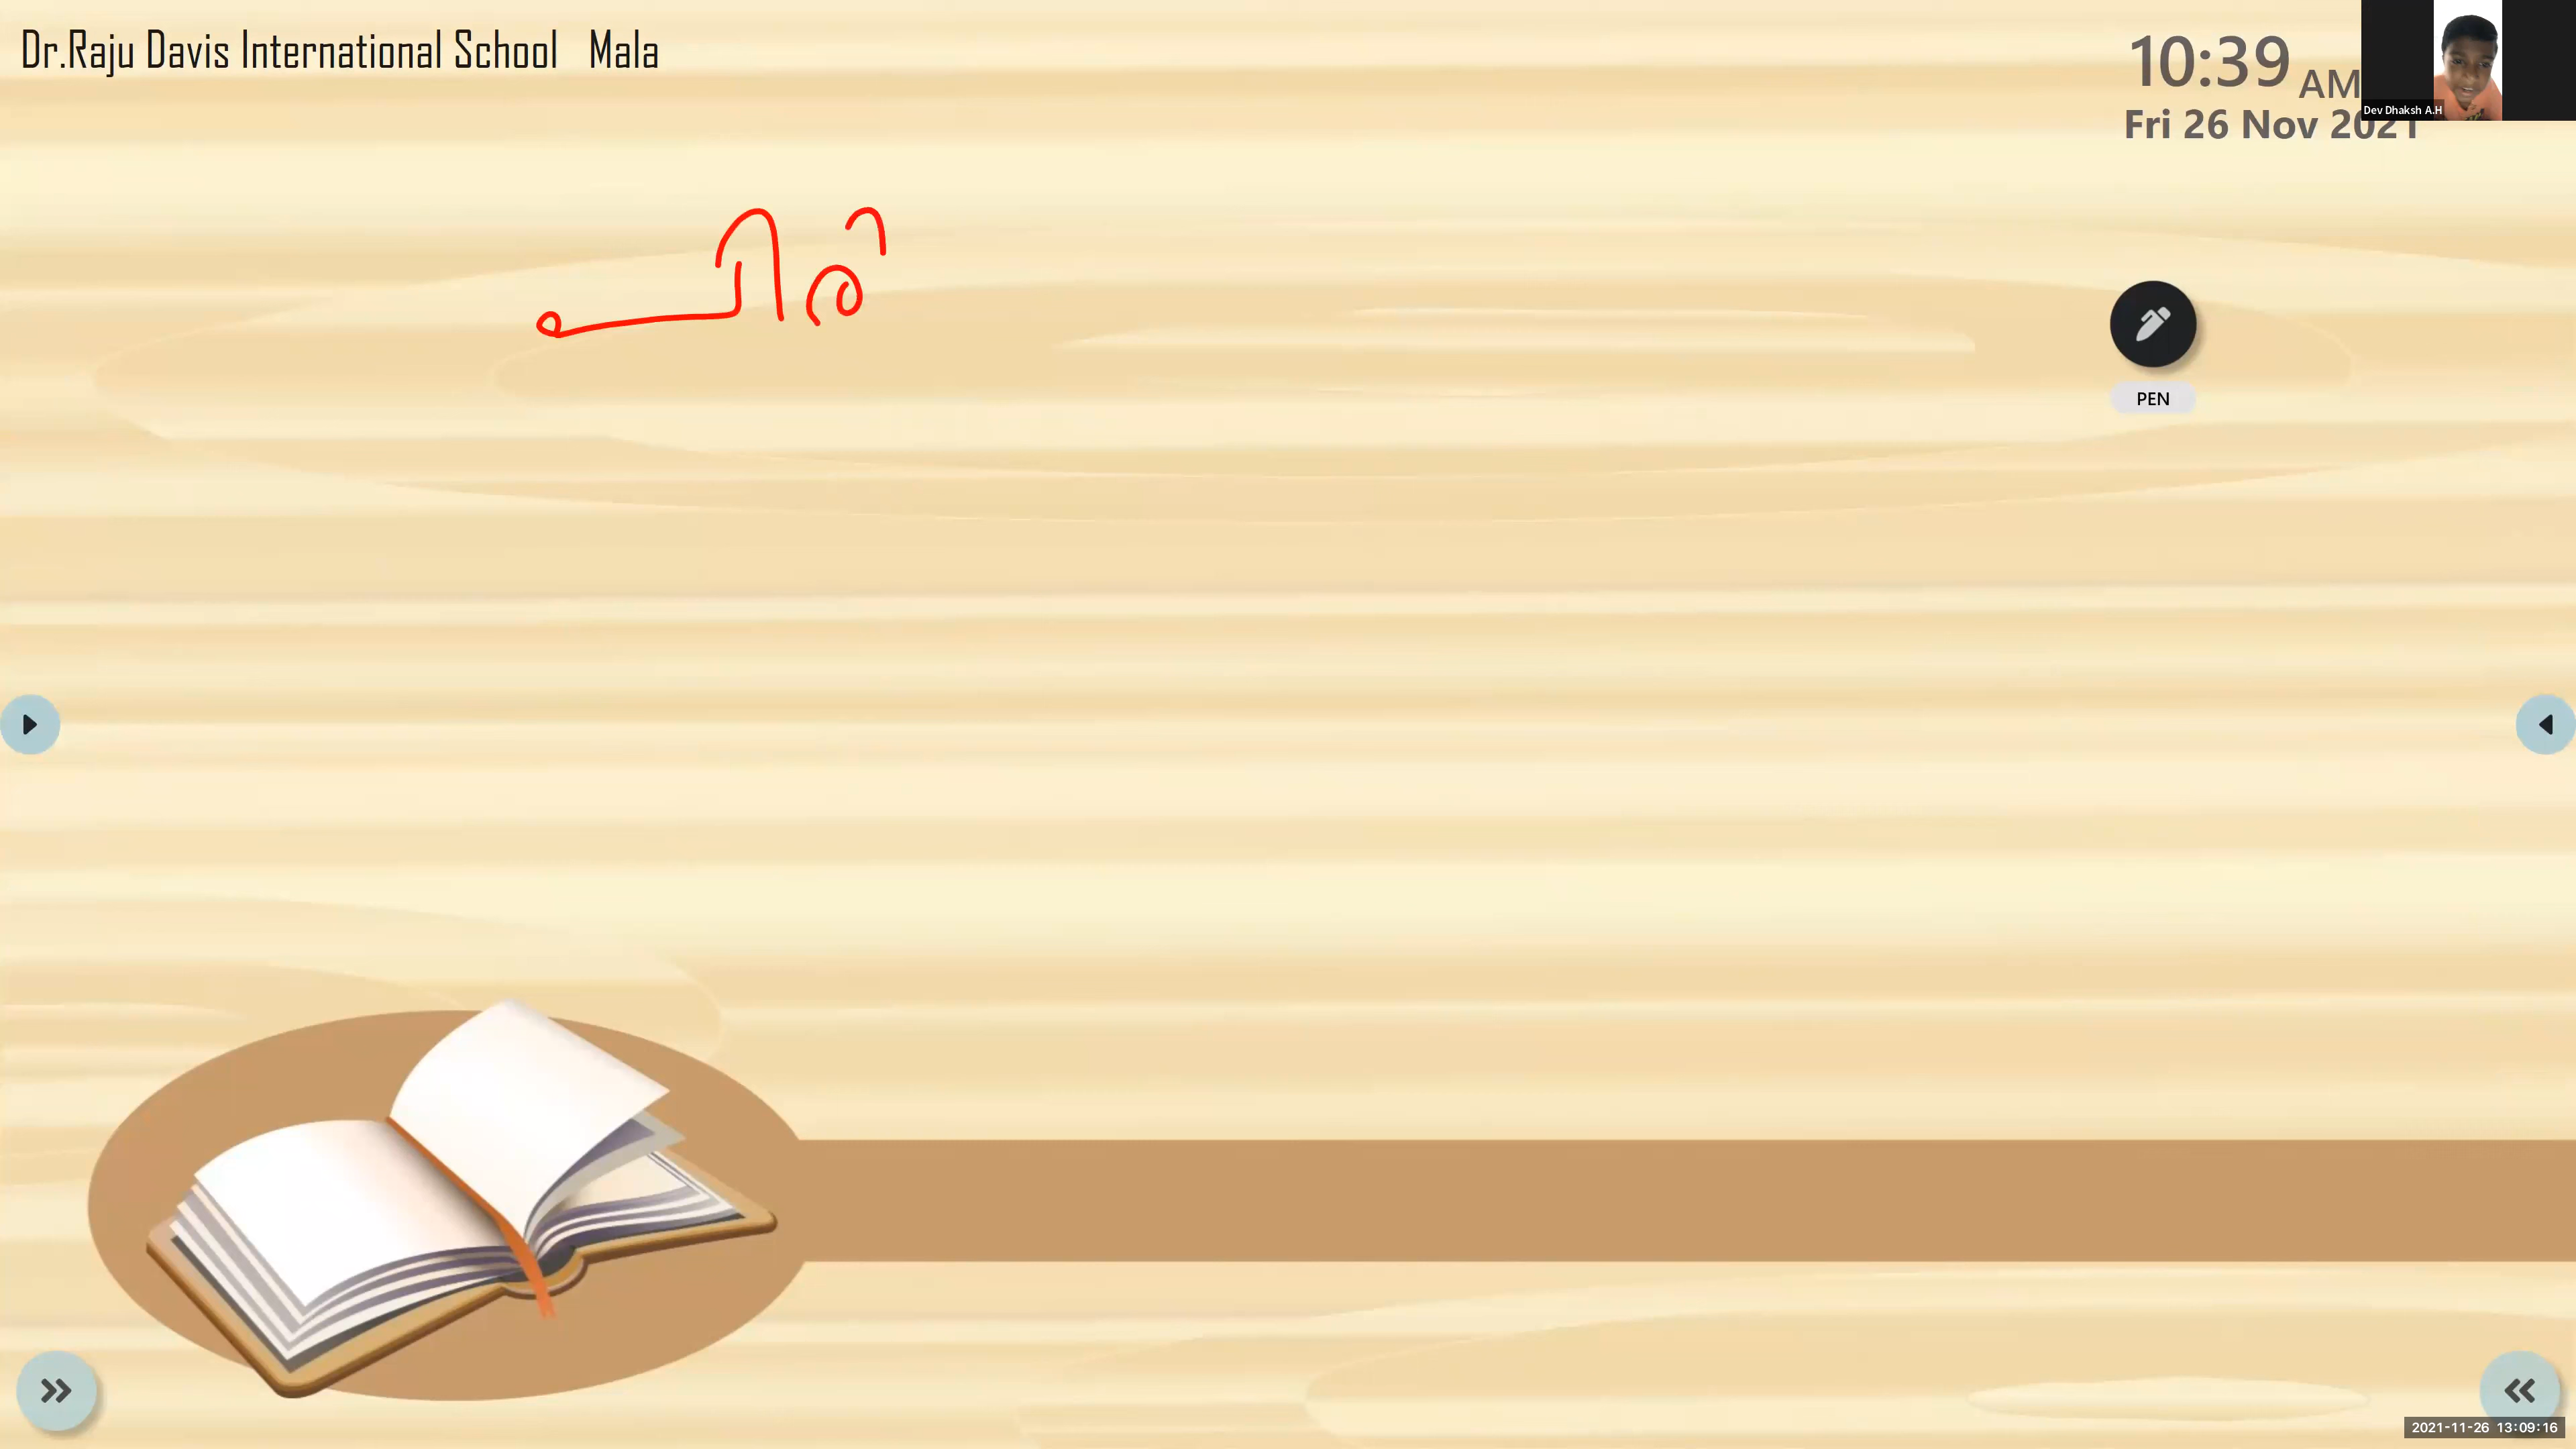 Dr.Raju Davis International School Mala
10:39 AM
Fri 26 Nov 2021
Dev Dhaksh A.H
PEN
2021-11-26 13:09:16